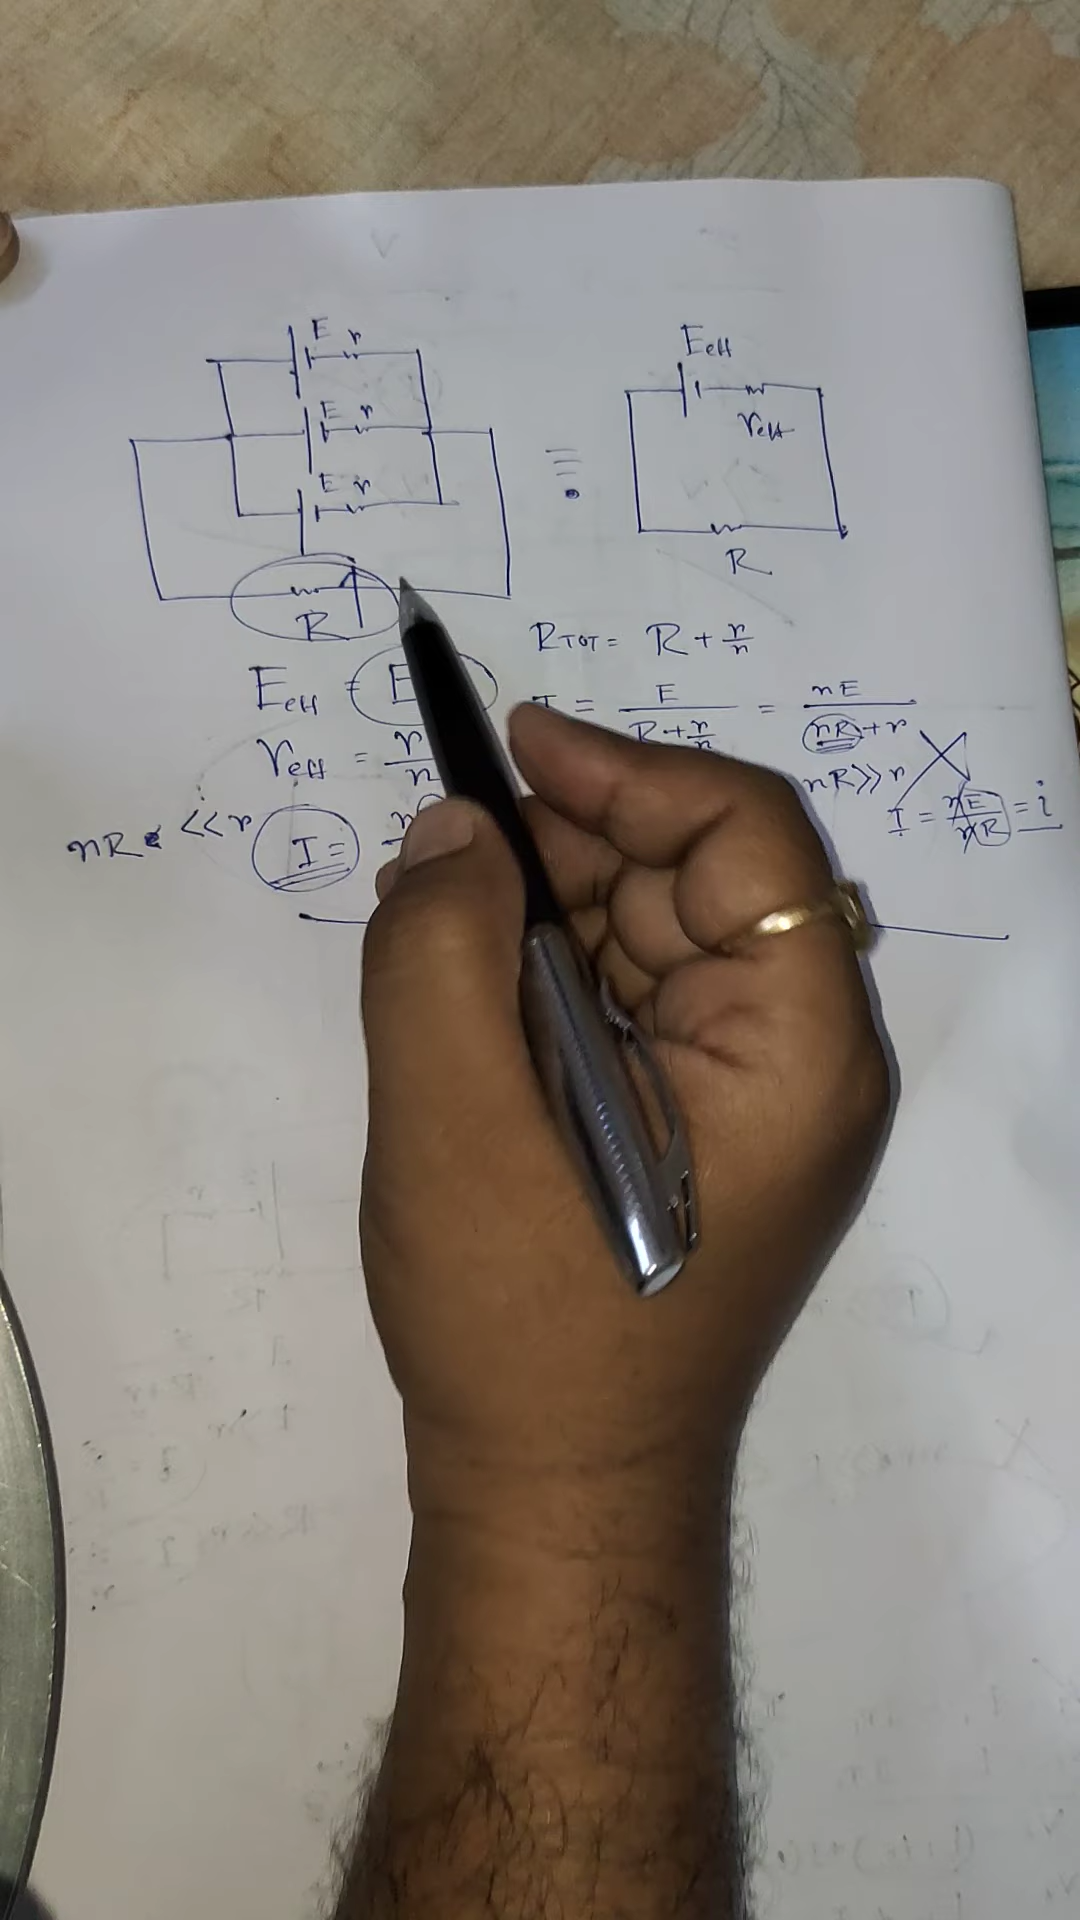 E r
E r
E r
R
Eeff
reff
R
≡
RTOT = R + r/n
Eeff = E
I = E / (R + r/n) = nE / (nR + r)
reff = r/n
nR >> r
nR << r
I =
I = nE/nR = i